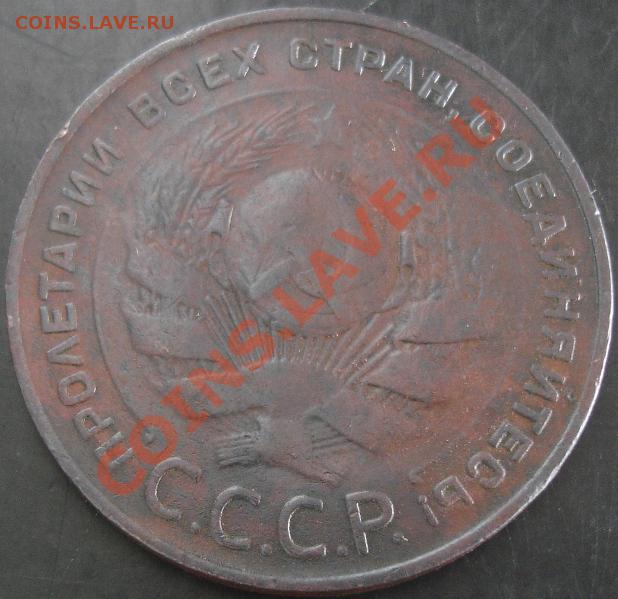 COINS.LAVE.RU
ПРОЛЕТАРИИ ВСЕХ СТРАН, СОЕДИНЯЙТЕСЬ!
С.С.С.Р.
COINS.LAVE.RU